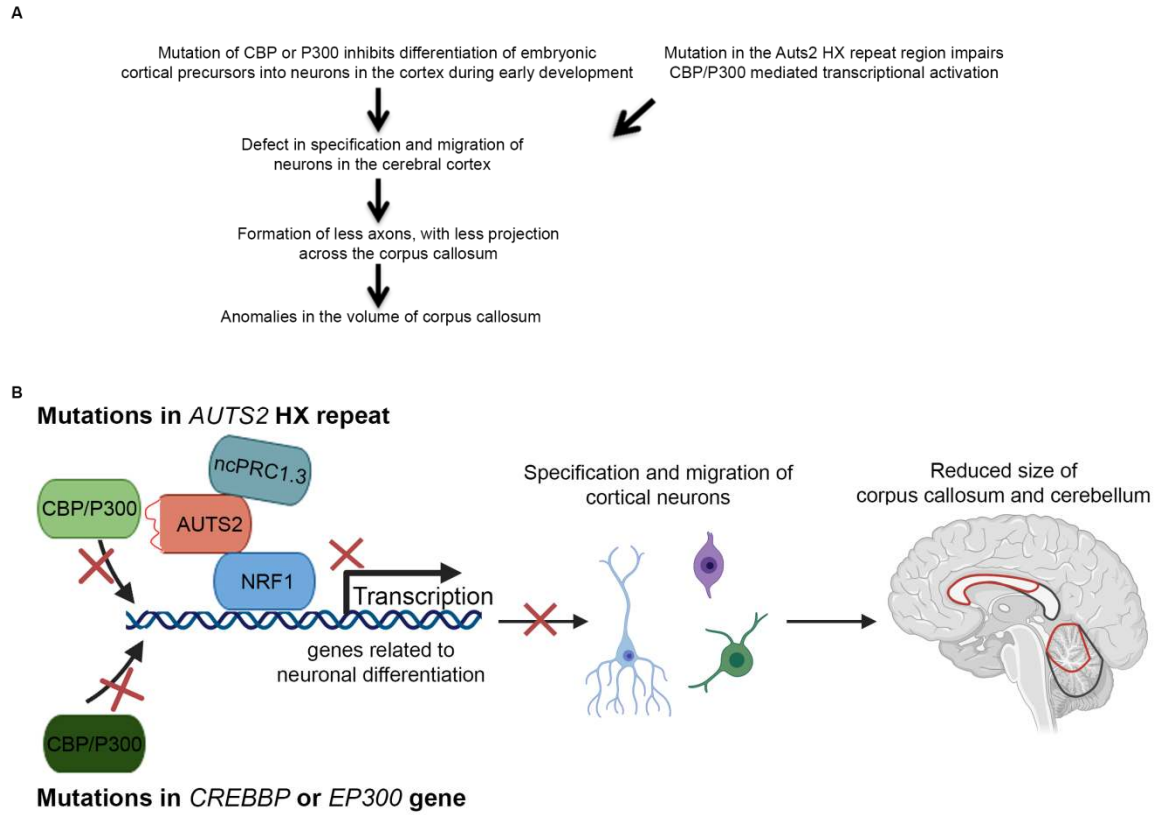 A
Mutation of CBP or P300 inhibits differentiation of embryonic
cortical precursors into neurons in the cortex during early development
Mutation in the Auts2 HX repeat region impairs
CBP/P300 mediated transcriptional activation
Defect in specification and migration of
neurons in the cerebral cortex
Formation of less axons, with less projection
across the corpus callosum
Anomalies in the volume of corpus callosum
B
Mutations in AUTS2 HX repeat
ncPRC1.3
CBP/P300
AUTS2
NRF1
Transcription
genes related to
neuronal differentiation
CBP/P300
Mutations in CREBBP or EP300 gene
Specification and migration of
cortical neurons
Reduced size of
corpus callosum and cerebellum